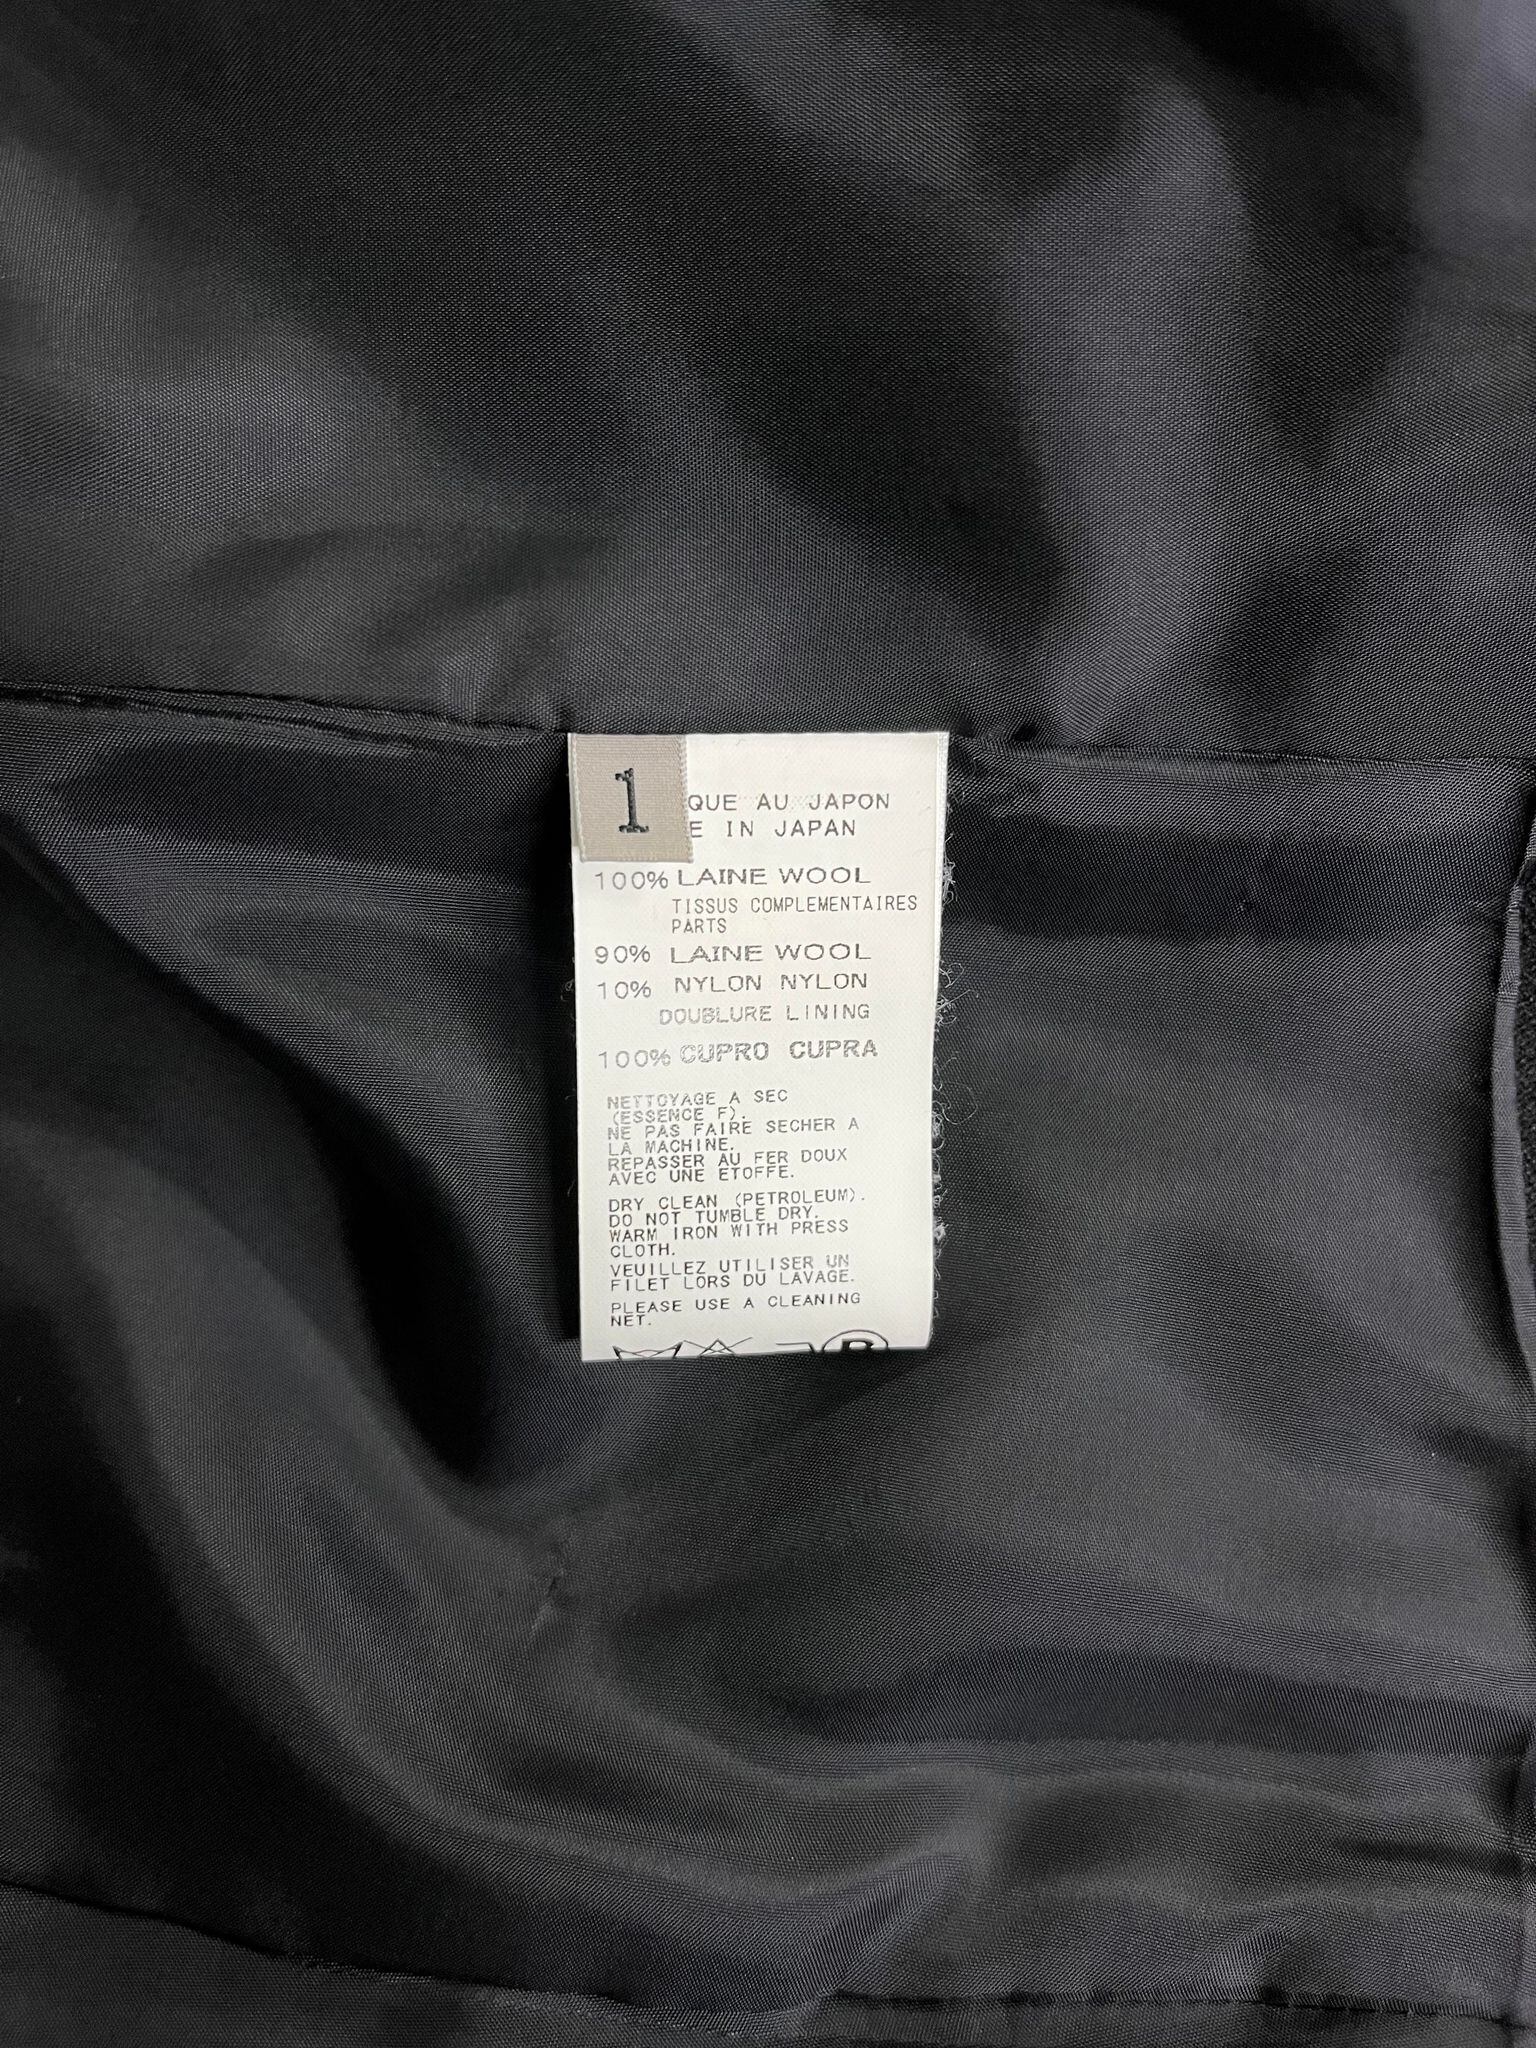 1
QUE AU JAPON
E IN JAPAN
100% LAINE WOOL
TISSUS COMPLEMENTAIRES
PARTS
90% LAINE WOOL
10% NYLON NYLON
DOUBLURE LINING
100% CUPRO CUPRA
NETTOYAGE A SEC
(ESSENCE F).
NE PAS FAIRE SECHER A
LA MACHINE.
REPASSER AU FER DOUX
AVEC UNE ETOFFE.
DRY CLEAN (PETROLEUM).
DO NOT TUMBLE DRY.
WARM IRON WITH PRESS
CLOTH.
VEUILLEZ UTILISER UN
FILET LORS DU LAVAGE.
PLEASE USE A CLEANING
NET.